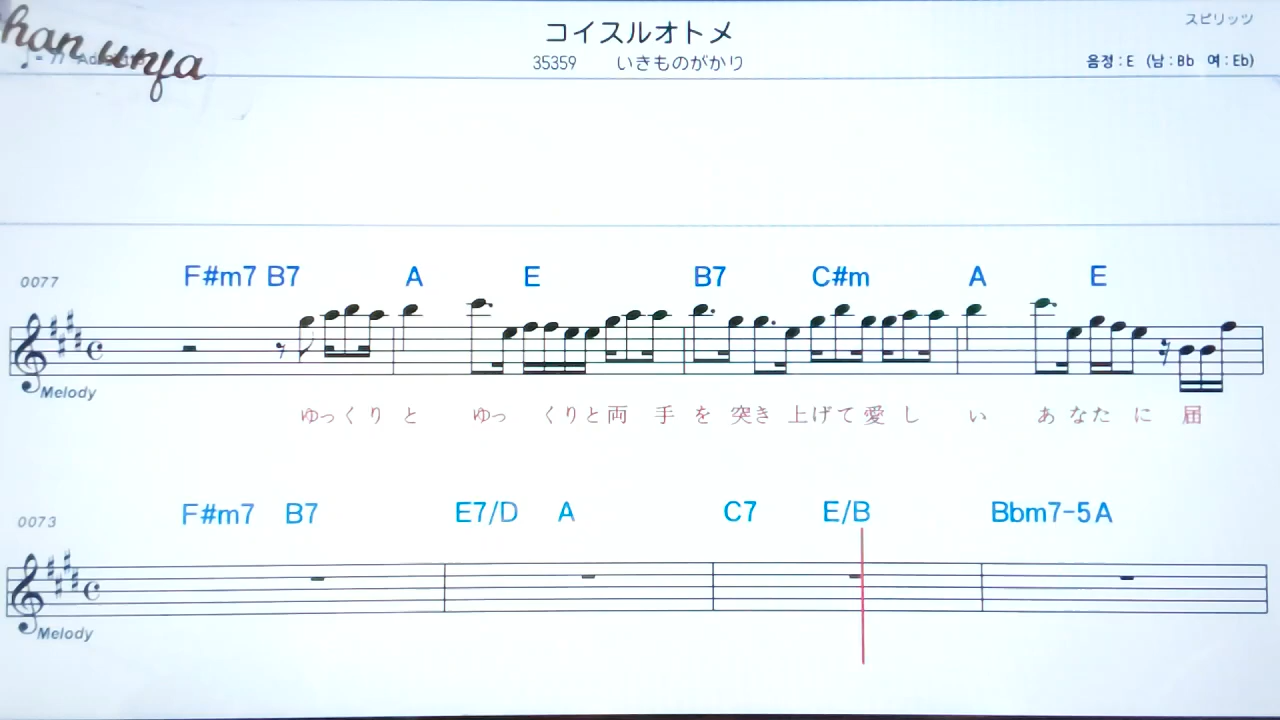 コイスルオトメ
スピリッツ
35359 いきものがかり
음정 : E (남 : Bb 여 : Eb)
0077 F#m7 B7 A E B7 C#m A E
Melody
ゆっくり と ゆっ くりと両 手 を 突き 上げて 愛 し い あ なた に 届
0073 F#m7 B7 E7/D A C7 E/B Bbm7-5 A
Melody